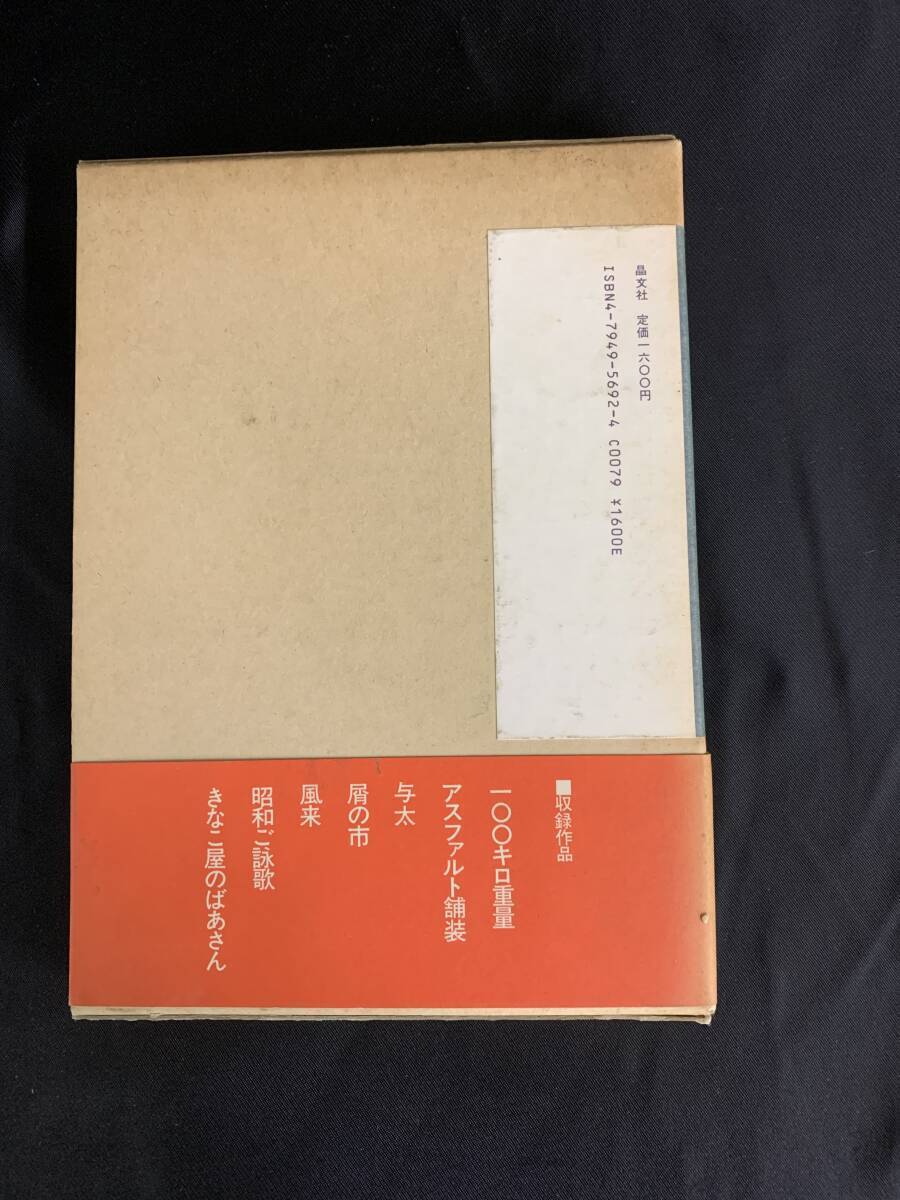 晶文社 定価一六〇〇円
ISBN4-7949-5692-4 C0079 ¥1600E
■収録作品
一〇〇キロ重量
アスファルト舗装
与太
屑の市
風来
昭和ご詠歌
きなこ屋のばあさん